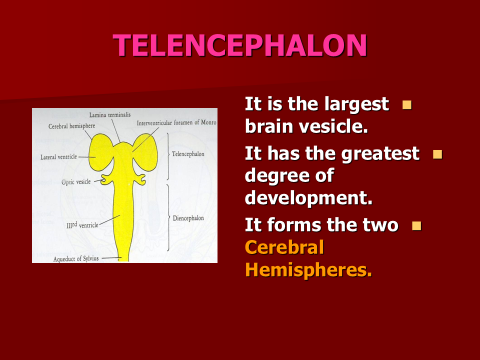 TELENCEPHALON
Lamina terminalis
Cerebral hemisphere
Interventricular foramen of Monro
Lateral ventricle
Telencephalon
Optic vesicle
Diencephalon
IIIrd ventricle
Aqueduct of Sylvius
It is the largest
brain vesicle.
It has the greatest
degree of
development.
It forms the two
Cerebral
Hemispheres.